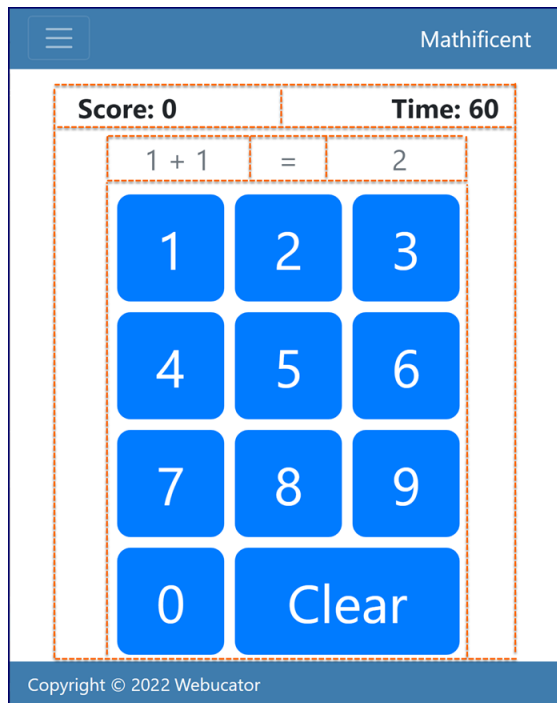 Mathificent
Score: 0 Time: 60
1 + 1 = 2
1 2 3
4 5 6
7 8 9
0 Clear
Copyright © 2022 Webucator